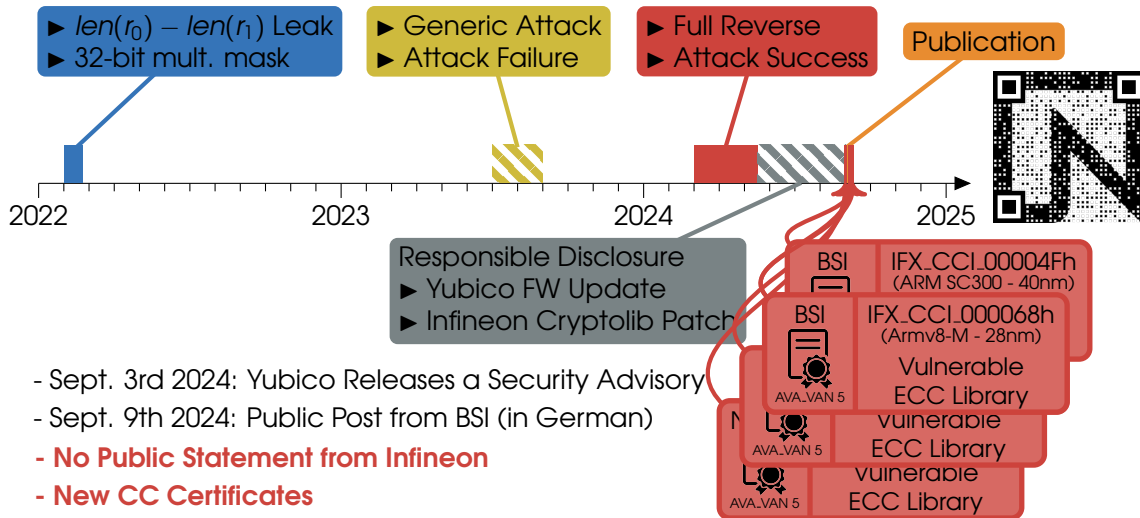 ► len(r₀) − len(r₁) Leak
► 32-bit mult. mask
► Generic Attack
► Attack Failure
► Full Reverse
► Attack Success
Publication
2022
2023
2024
2025
Responsible Disclosure
► Yubico FW Update
► Infineon Cryptolib Patch
BSI
IFX_CCI_00004Fh
(ARM SC300 - 40nm)
BSI
IFX_CCI_000068h
(Armv8-M - 28nm)
Vulnerable
ECC Library
AVA_VAN 5
Vulnerable
ECC Library
AVA_VAN 5
Vulnerable
ECC Library
AVA_VAN 5
- Sept. 3rd 2024: Yubico Releases a Security Advisory
- Sept. 9th 2024: Public Post from BSI (in German)
- No Public Statement from Infineon
- New CC Certificates